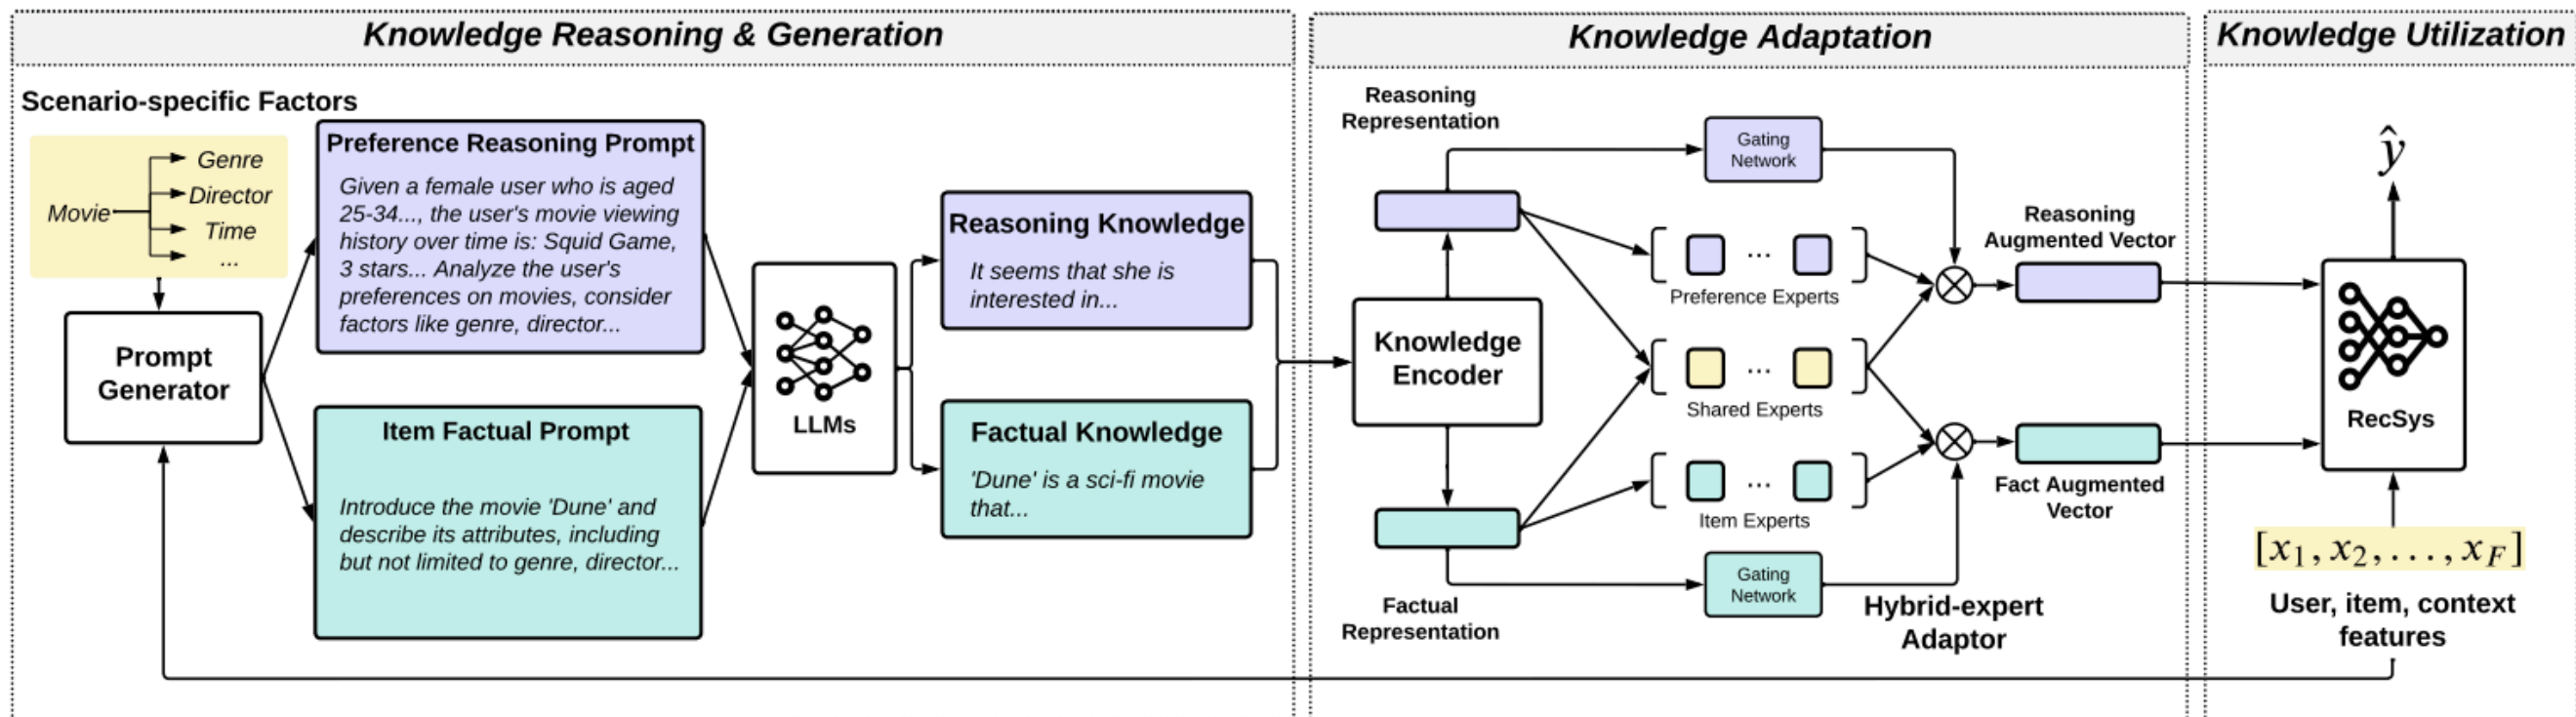 Knowledge Reasoning & Generation
Scenario-specific Factors
Movie
Genre
Director
Time
...
Prompt
Generator
Preference Reasoning Prompt
Given a female user who is aged
25-34..., the user's movie viewing
history over time is: Squid Game,
3 stars... Analyze the user's
preferences on movies, consider
factors like genre, director...
Item Factual Prompt
Introduce the movie 'Dune' and
describe its attributes, including
but not limited to genre, director...
LLMs
Reasoning Knowledge
It seems that she is
interested in...
Factual Knowledge
'Dune' is a sci-fi movie
that...
Knowledge Adaptation
Reasoning
Representation
Knowledge
Encoder
Factual
Representation
Gating
Network
...
Preference Experts
...
Shared Experts
...
Item Experts
Gating
Network
Reasoning
Augmented Vector
Fact Augmented
Vector
Hybrid-expert
Adaptor
Knowledge Utilization
ŷ
RecSys
[x₁, x₂, . . . , x_F]
User, item, context
features